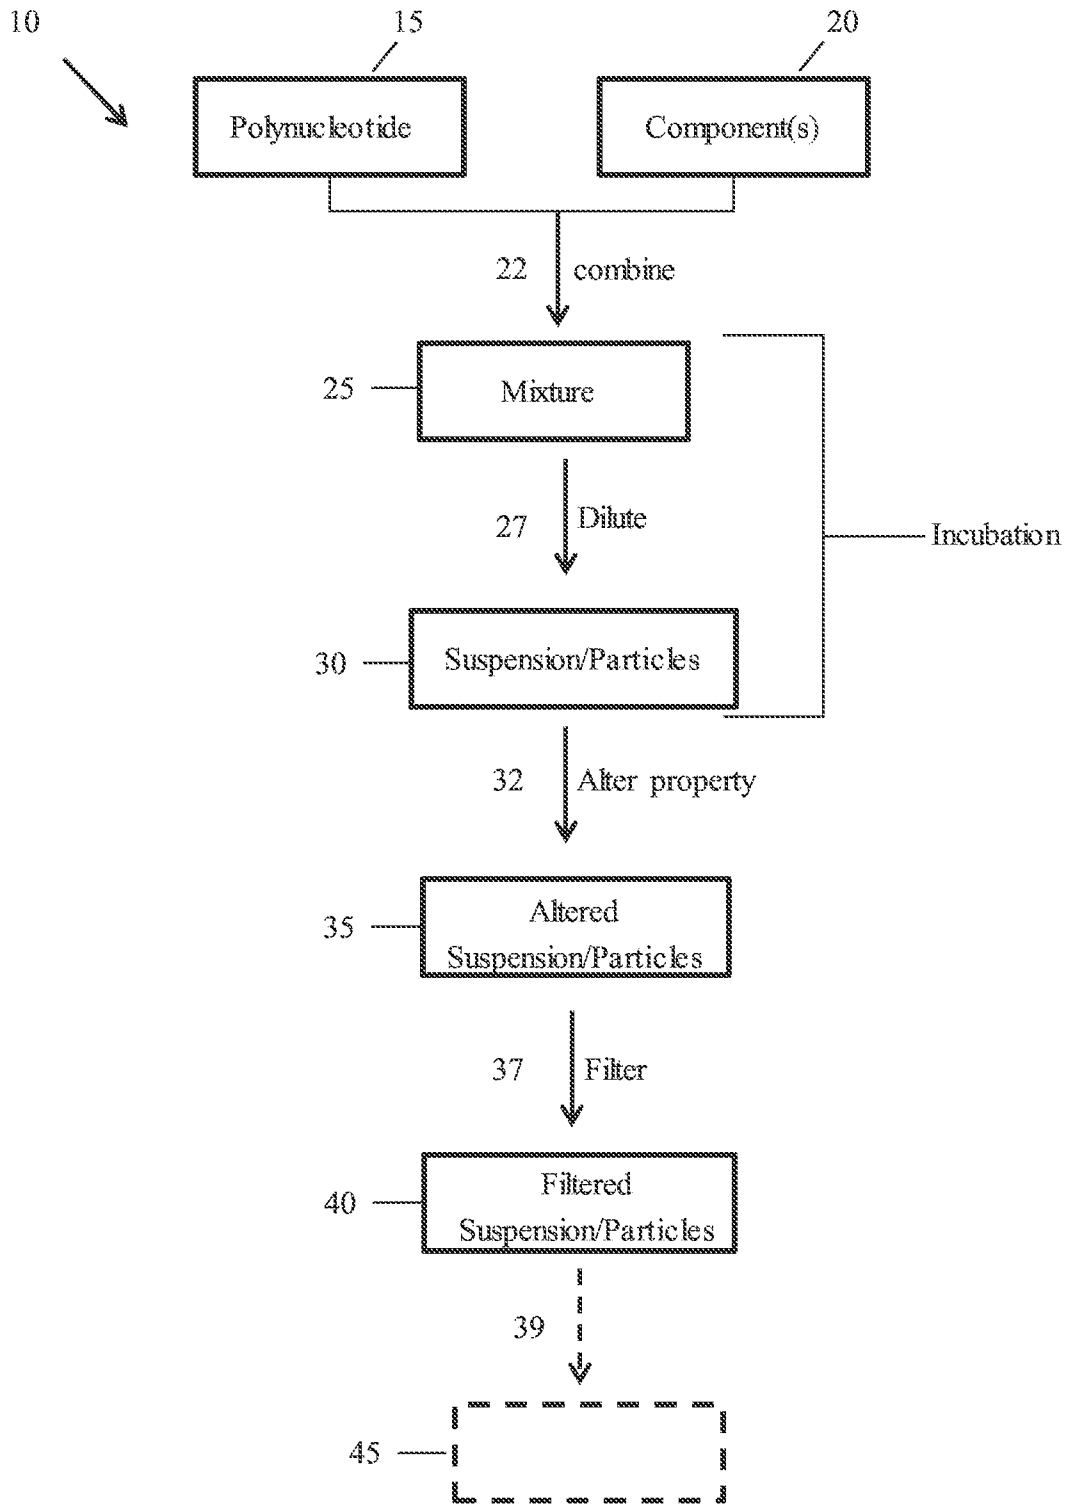 10
15
20
Polynucleotide
Component(s)
22 combine
25
Mixture
27 Dilute
Incubation
30
Suspension/Particles
32 Alter property
35
Altered
Suspension/Particles
37 Filter
40
Filtered
Suspension/Particles
39
45